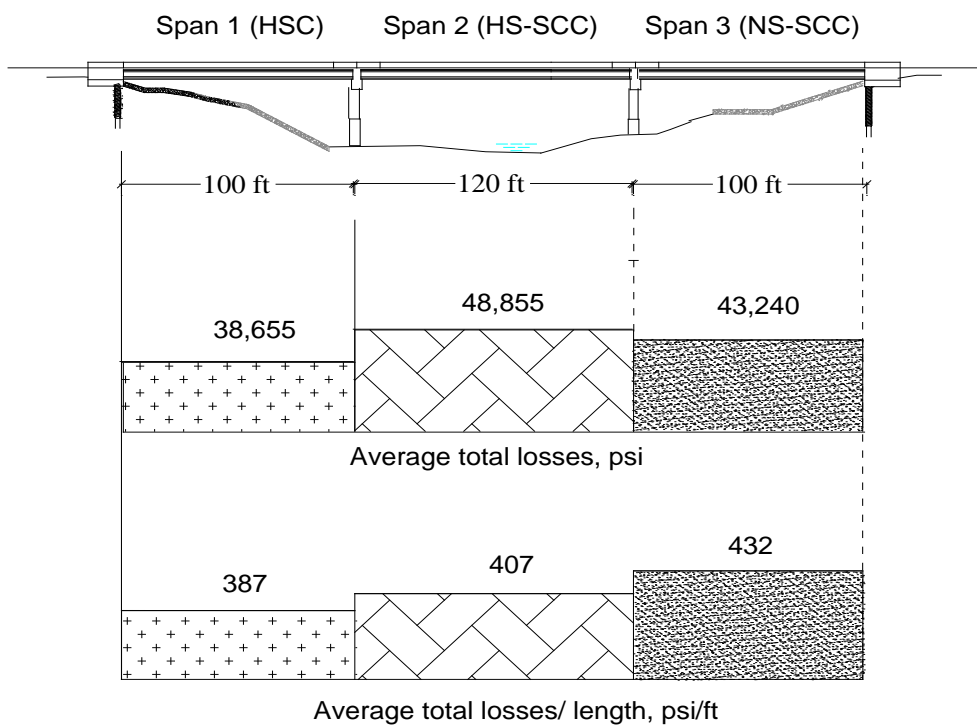 Span 1 (HSC) Span 2 (HS-SCC) Span 3 (NS-SCC)
100 ft 120 ft 100 ft
38,655 48,855 43,240
Average total losses, psi
387 407 432
Average total losses/ length, psi/ft